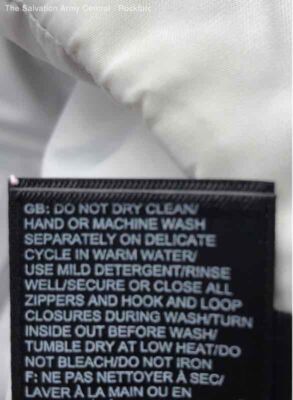 The Salvation Army Central - Rockford
GB: DO NOT DRY CLEAN/
HAND OR MACHINE WASH
SEPARATELY ON DELICATE
CYCLE IN WARM WATER/
USE MILD DETERGENT/RINSE
WELL/SECURE OR CLOSE ALL
ZIPPERS AND HOOK AND LOOP
CLOSURES DURING WASH/TURN
INSIDE OUT BEFORE WASH/
TUMBLE DRY AT LOW HEAT/DO
NOT BLEACH/DO NOT IRON
F: NE PAS NETTOYER À SEC/
LAVER À LA MAIN OU EN